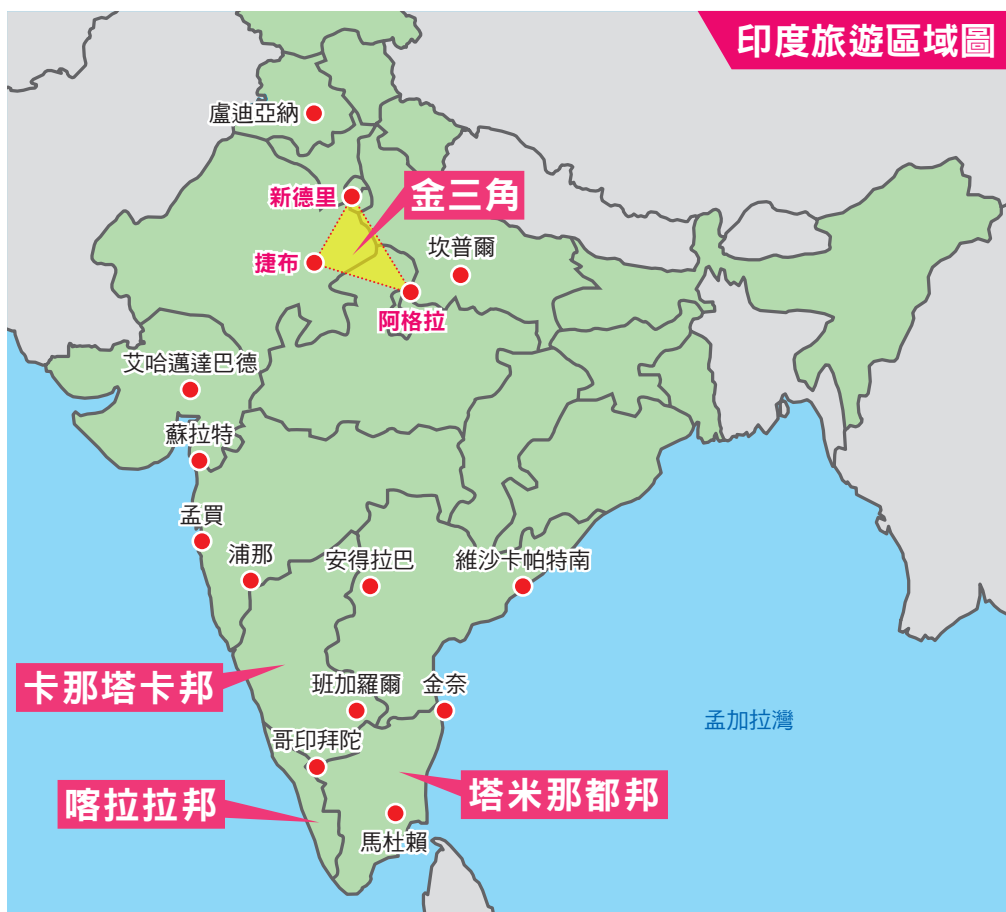 印度旅遊區域圖
盧迪亞納
新德里
金三角
捷布
坎普爾
阿格拉
艾哈邁達巴德
蘇拉特
孟買
浦那
安得拉巴
維沙卡帕特南
卡那塔卡邦
班加羅爾
金奈
孟加拉灣
哥印拜陀
喀拉拉邦
塔米那都邦
馬杜賴